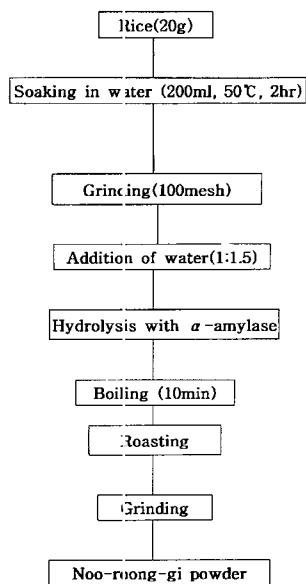 Rice(20g)
Soaking in water (200ml, 50℃, 2hr)
Grinding(100mesh)
Addition of water(1:1.5)
Hydrolysis with α-amylase
Boiling (10min)
Roasting
Grinding
Noo-roong-gi powder